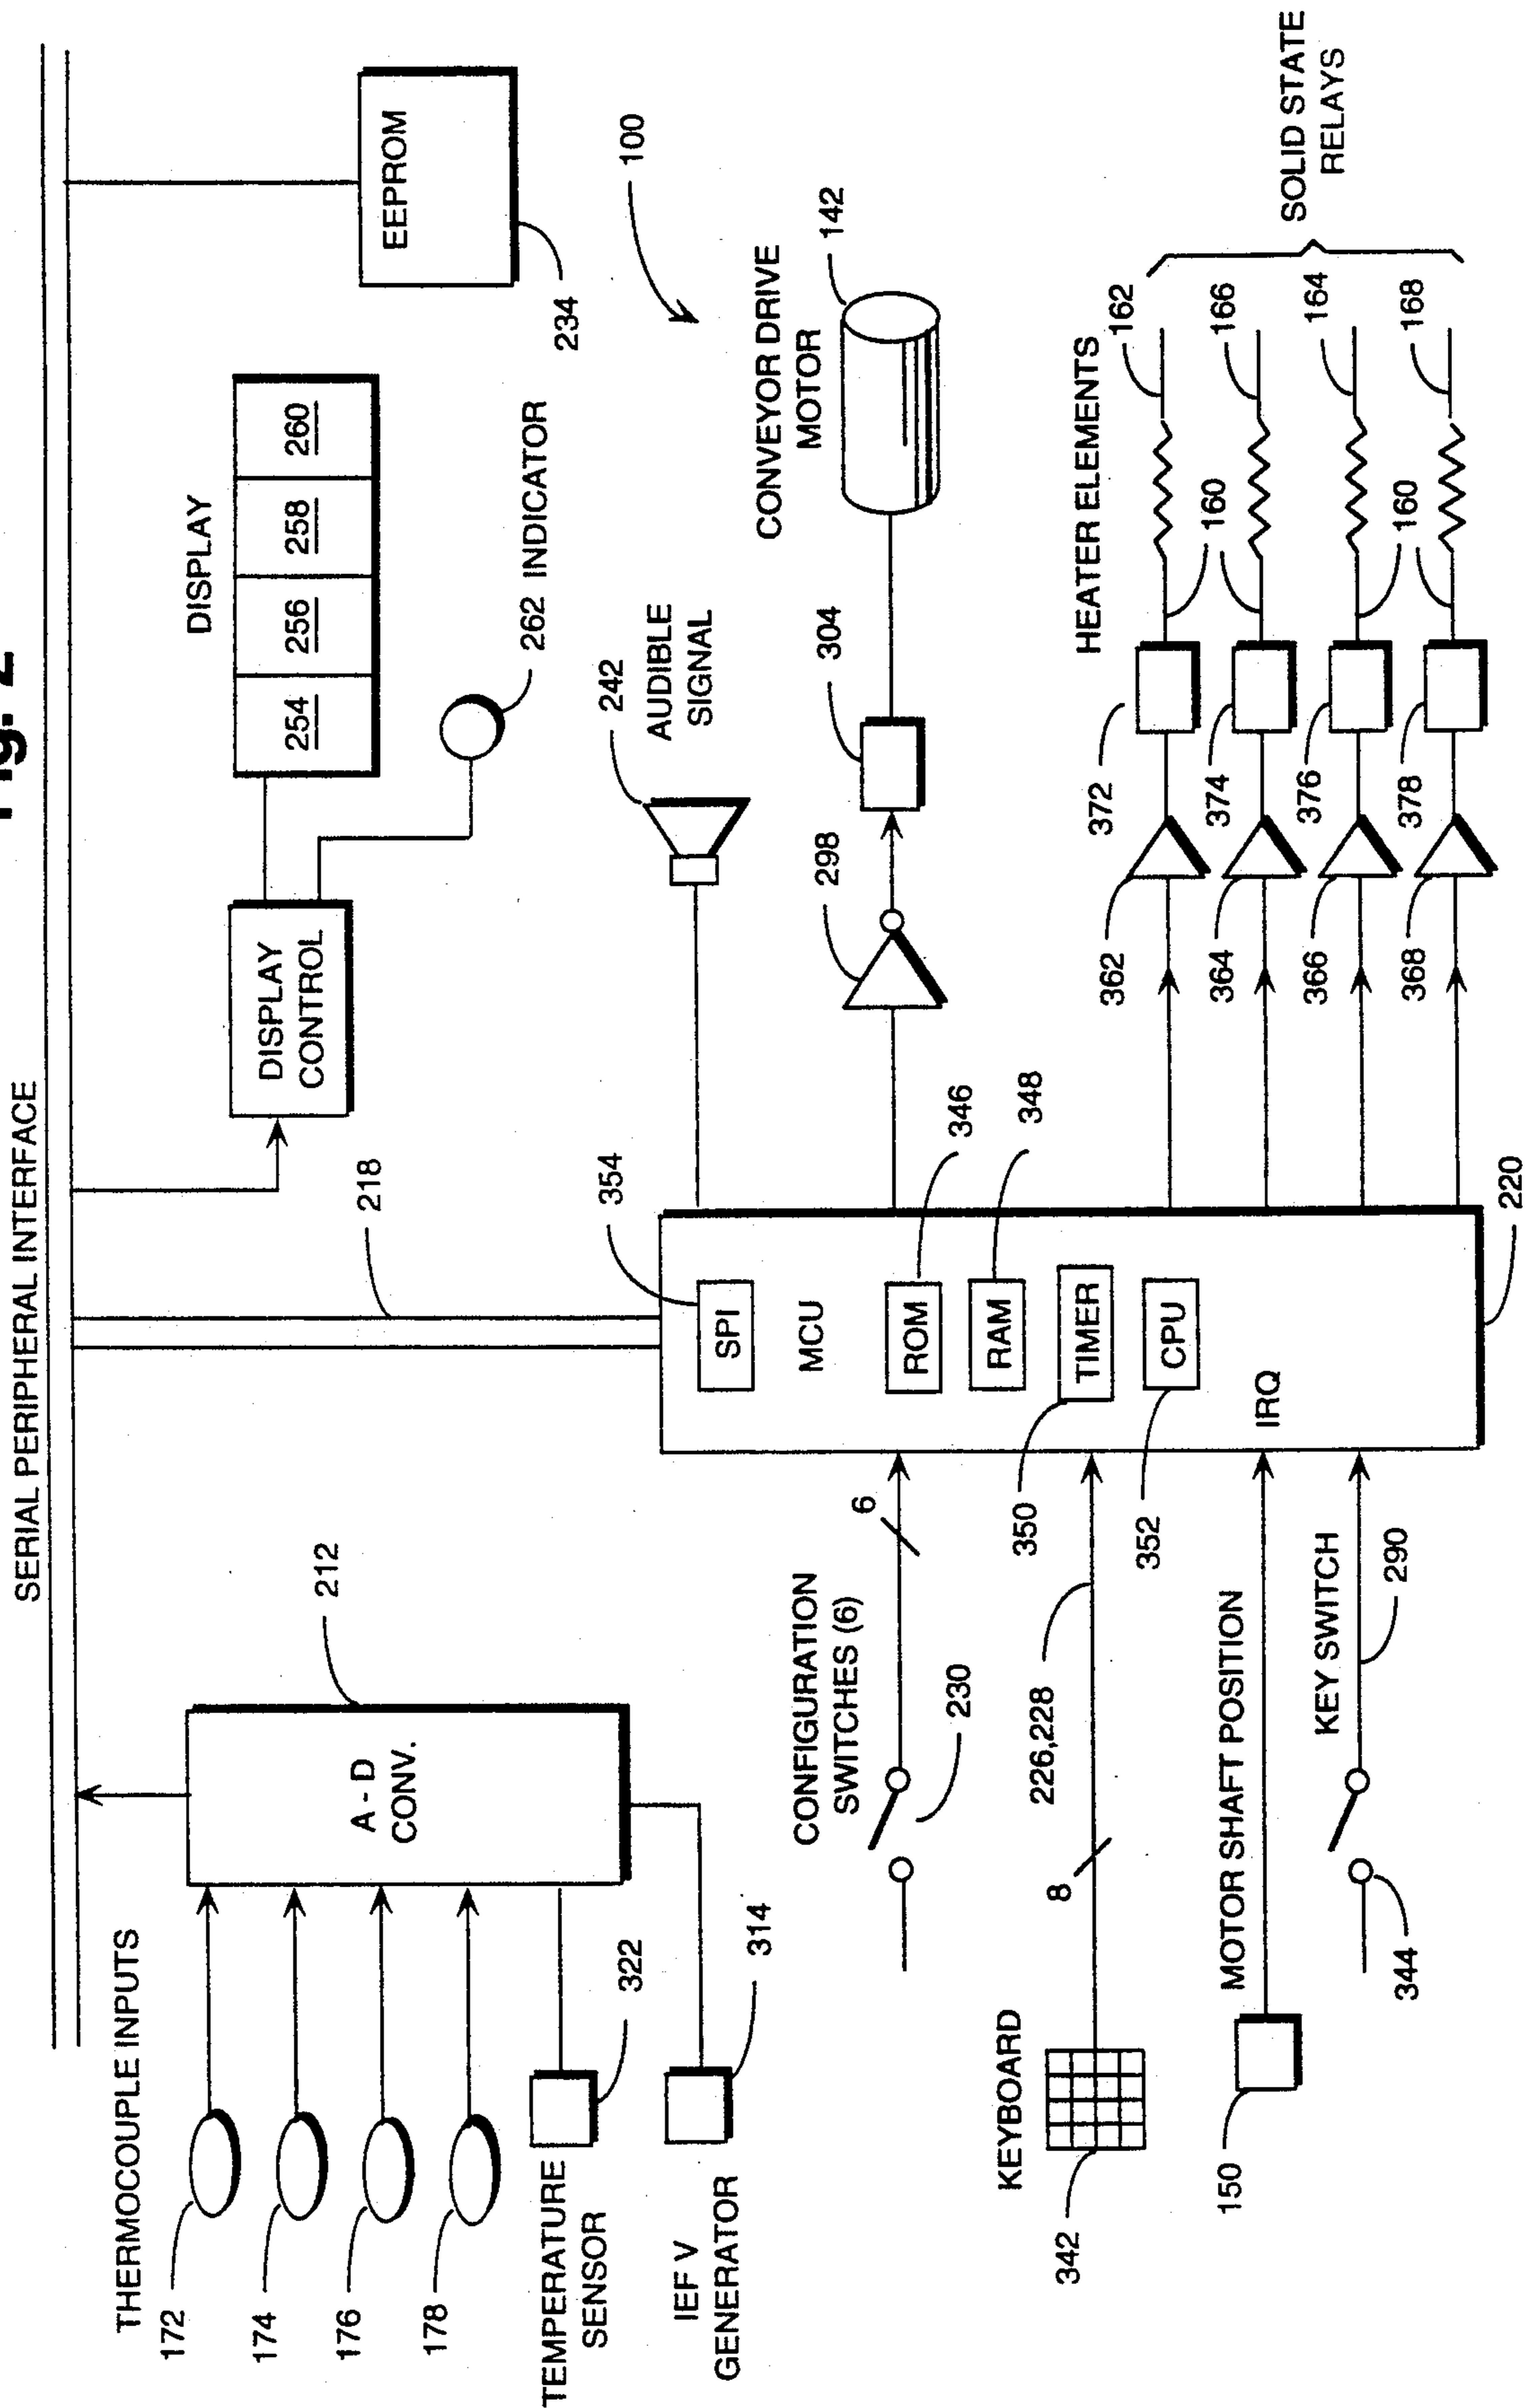 Fig. 2
SERIAL PERIPHERAL INTERFACE
THERMOCOUPLE INPUTS
172
174
176
178
TEMPERATURE
SENSOR
322
IEF V
GENERATOR
314
A - D
CONV.
212
218
DISPLAY
CONTROL
DISPLAY
254
256
258
260
262 INDICATOR
EEPROM
234
100
242
AUDIBLE
SIGNAL
CONVEYOR DRIVE
MOTOR
142
304
298
CONFIGURATION
SWITCHES (6)
230
6
KEYBOARD
342
8
226,228
MOTOR SHAFT POSITION
150
KEY SWITCH
344
290
354
SPI
MCU
ROM
346
RAM
348
TIMER
350
CPU
352
IRQ
220
HEATER ELEMENTS
362
372
162
364
374
160
166
366
376
164
368
378
160
168
SOLID STATE
RELAYS